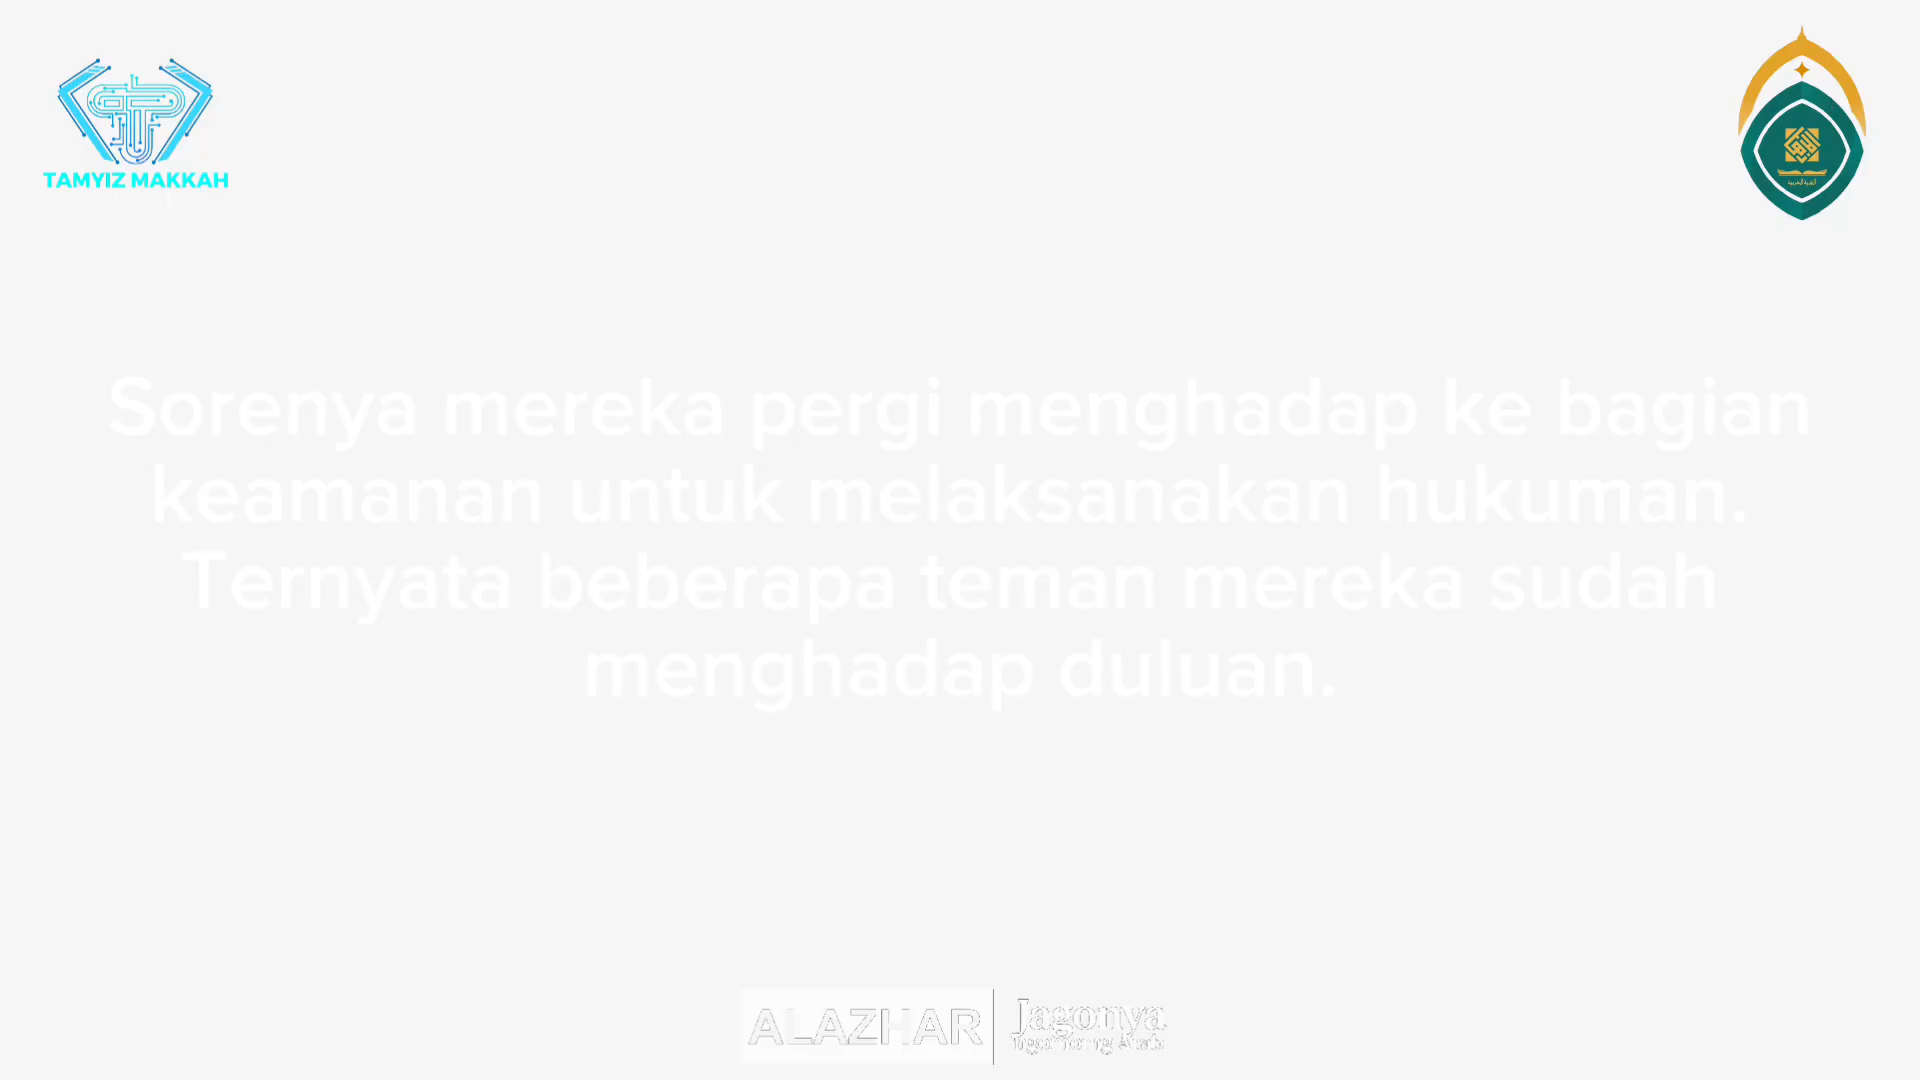 TAMYIZ MAKKAH
Sorenya mereka pergi menghadap ke bagian
keamanan untuk melaksanakan hukuman.
Ternyata beberapa teman mereka sudah
menghadap duluan.
ALAZHAR
Jagonya